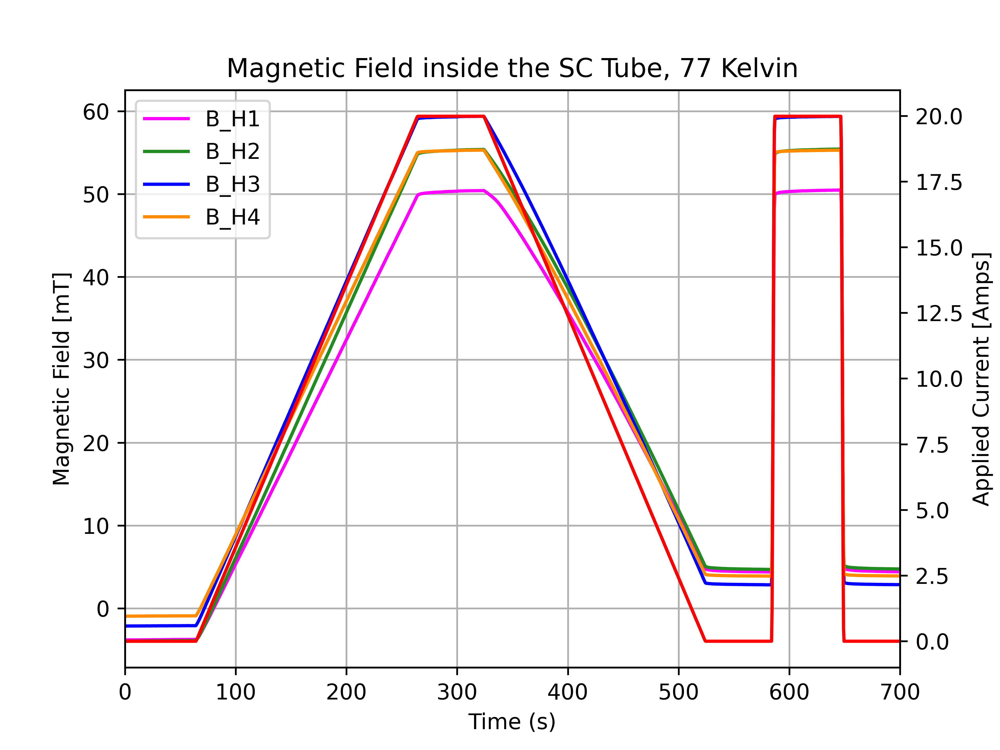 Magnetic Field inside the SC Tube, 77 Kelvin
B_H1
B_H2
B_H3
B_H4
Magnetic Field [mT]
60
50
40
30
20
10
0
20.0
17.5
15.0
12.5
10.0
7.5
5.0
2.5
0.0
Applied Current [Amps]
0 100 200 300 400 500 600 700
Time (s)